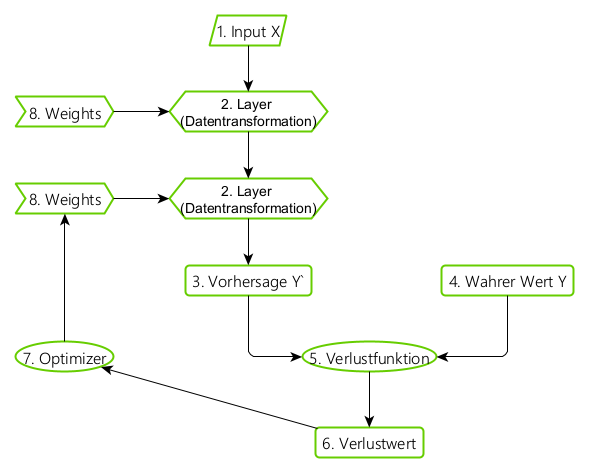 1. Input X
8. Weights
2. Layer
(Datentransformation)
8. Weights
2. Layer
(Datentransformation)
3. Vorhersage Y`
4. Wahrer Wert Y
7. Optimizer
5. Verlustfunktion
6. Verlustwert